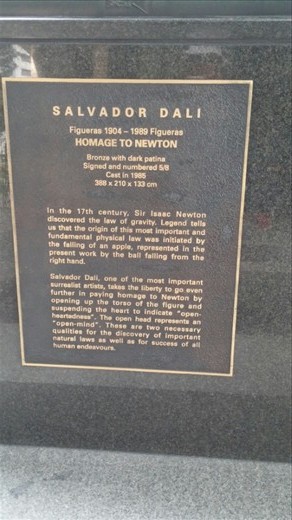 SALVADOR DALI
Figueras 1904 – 1989 Figueras
HOMAGE TO NEWTON
Bronze with dark patina
Signed and numbered 5/8
Cast in 1985
388 x 210 x 133 cm
In the 17th century, Sir Isaac Newton
discovered the law of gravity. Legend tells
us that the origin of this most important and
fundamental physical law was initiated by
the falling of an apple, represented in the
present work by the ball falling from the
right hand.
Salvador Dali, one of the most important
surrealist artists, takes the liberty to go even
further in paying homage to Newton by
opening up the torso of the figure and
suspending the heart to indicate "open-
heartedness". The open head represents an
"open-mind". These are two necessary
qualities for the discovery of important
natural laws as well as for success of all
human endeavours.